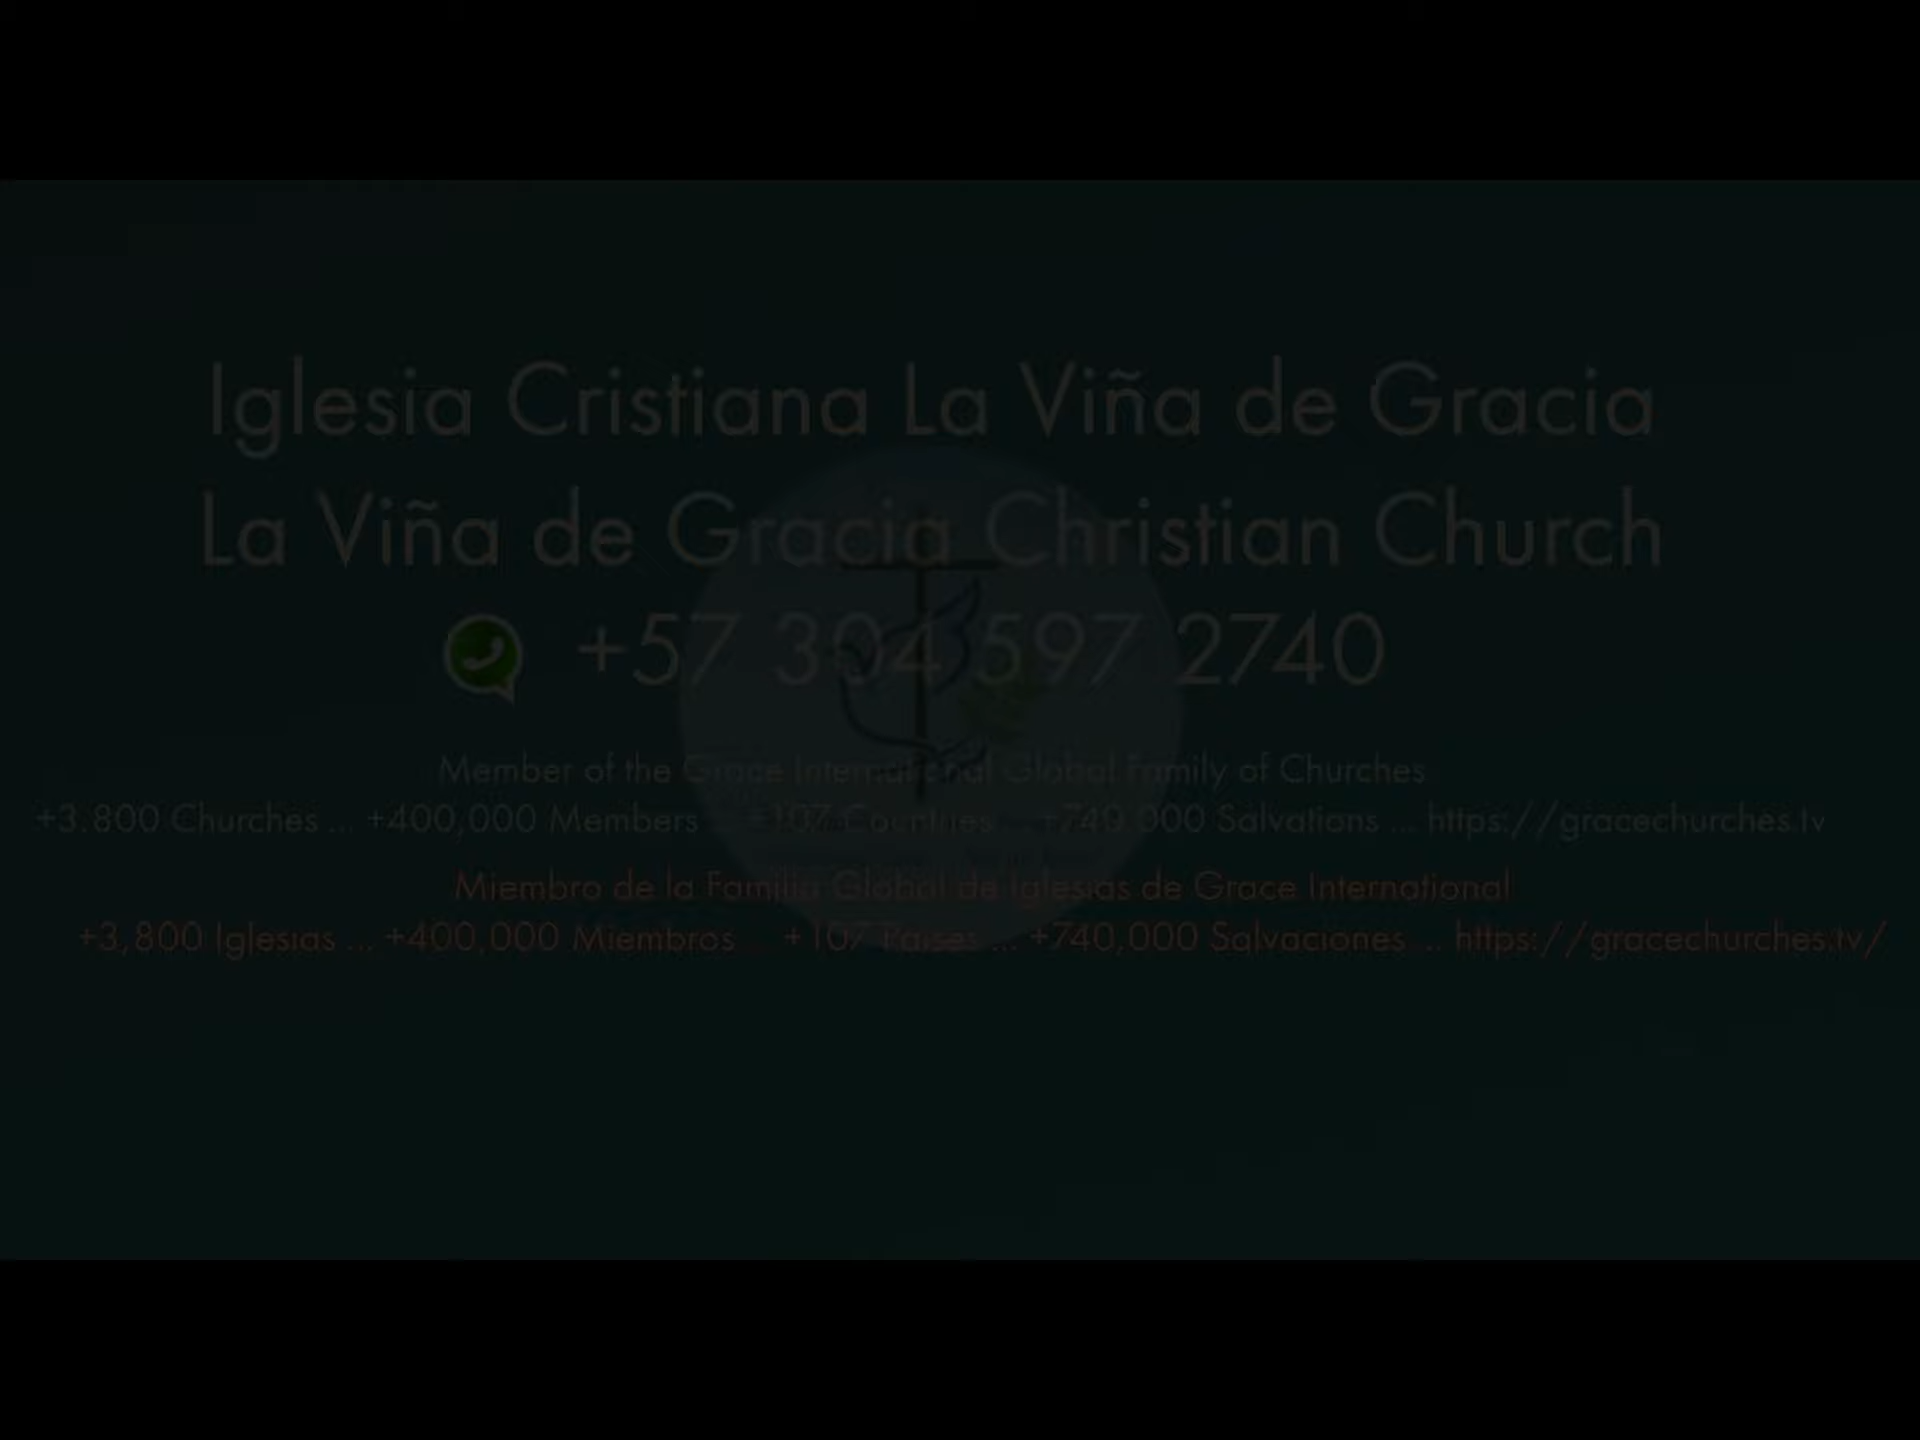 Iglesia Cristiana La Viña de Gracia
La Viña de Gracia Christian Church
+57 304 597 2740
Member of the Grace International Global Family of Churches
+3.800 Churches ... +400,000 Members ... +107 Countries ... +740,000 Salvations ... https://gracechurches.tv
Miembro de la Familia Global de Iglesias de Grace International
+3,800 Iglesias ... +400,000 Miembros ... +107 Paises ... +740,000 Salvaciones ... https://gracechurches.tv/